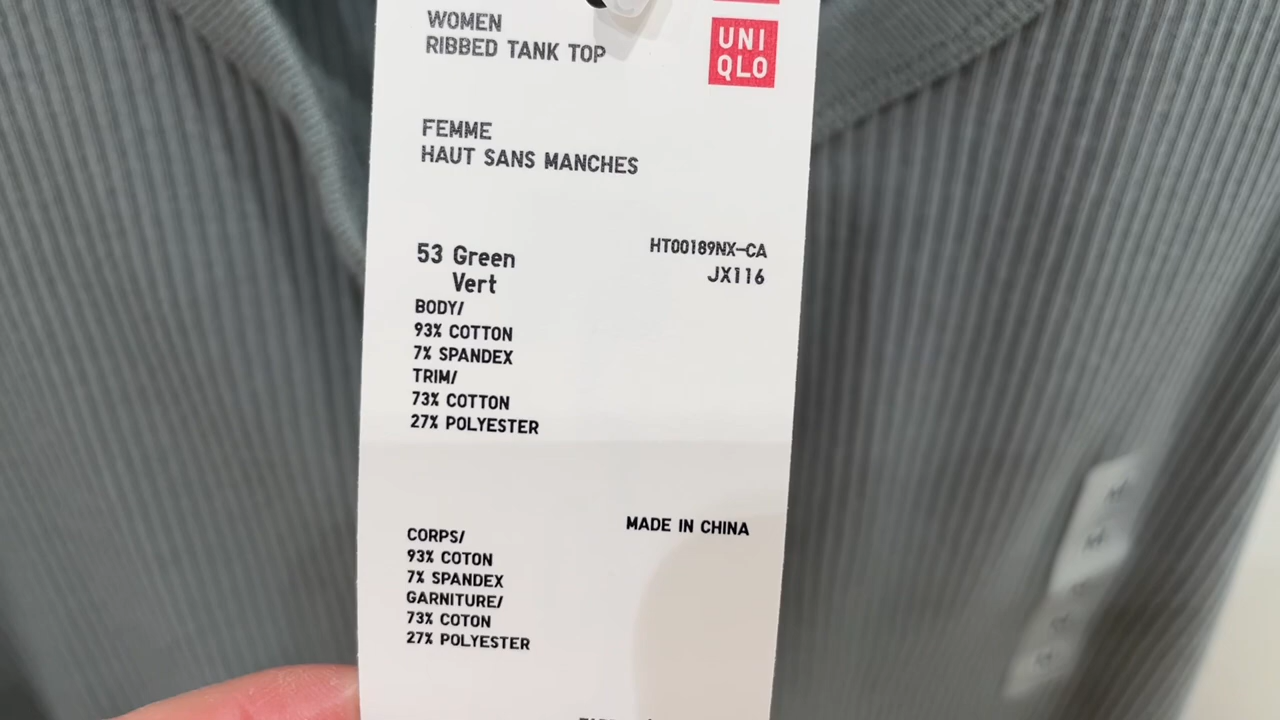 WOMEN
RIBBED TANK TOP
UNI
QLO
FEMME
HAUT SANS MANCHES
53 Green
Vert
HT00189NX-CA
JX116
BODY/
93% COTTON
7% SPANDEX
TRIM/
73% COTTON
27% POLYESTER
MADE IN CHINA
CORPS/
93% COTON
7% SPANDEX
GARNITURE/
73% COTON
27% POLYESTER